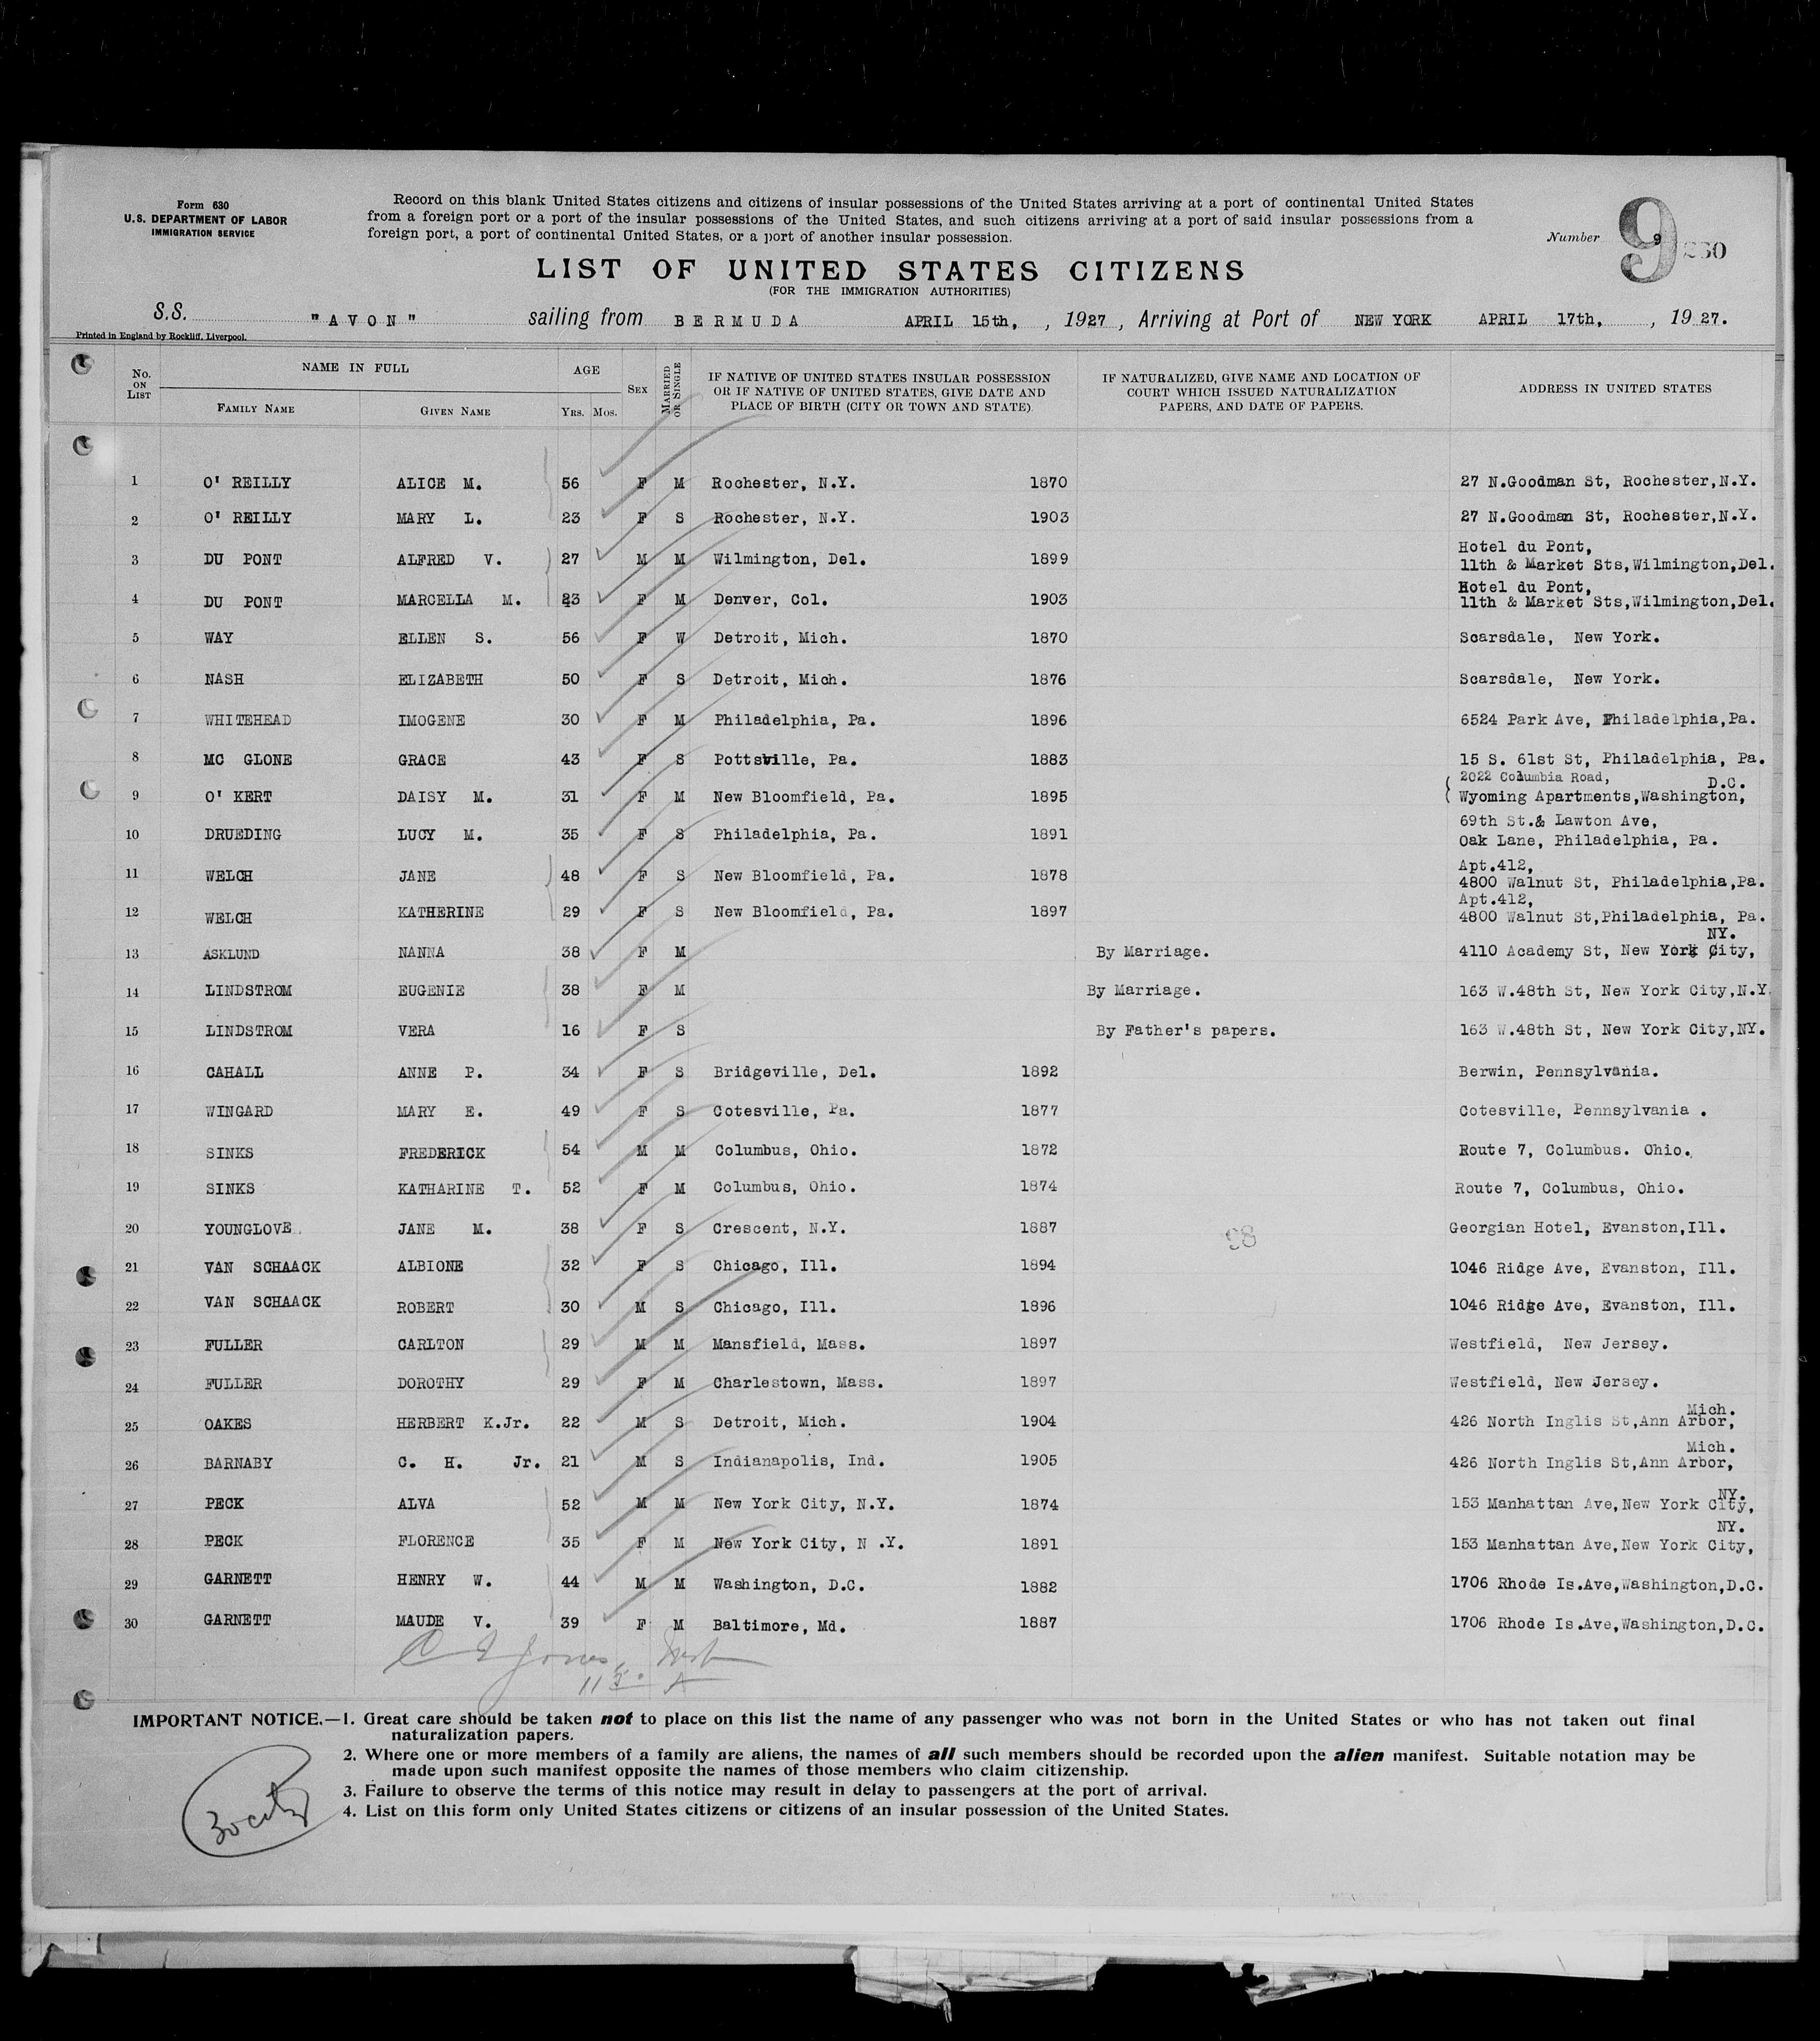 Form 630
U.S. DEPARTMENT OF LABOR
IMMIGRATION SERVICE
Record on this blank United States citizens and citizens of insular possessions of the United States arriving at a port of continental United States
from a foreign port or a port of the insular possessions of the United States, and such citizens arriving at a port of said insular possessions from a
foreign port, a port of continental United States, or a port of another insular possession.
Number 9 9
LIST OF UNITED STATES CITIZENS
(FOR THE IMMIGRATION AUTHORITIES)
S.S. "AVON" sailing from BERMUDA APRIL 15th, , 1927 , Arriving at Port of NEW YORK APRIL 17th, , 19 27.
Printed in England by Rockliff, Liverpool.
No. ON LIST NAME IN FULL FAMILY NAME GIVEN NAME AGE YRS. MOS. SEX MARRIED OR SINGLE IF NATIVE OF UNITED STATES INSULAR POSSESSION OR IF NATIVE OF UNITED STATES, GIVE DATE AND PLACE OF BIRTH (CITY OR TOWN AND STATE) IF NATURALIZED, GIVE NAME AND LOCATION OF COURT WHICH ISSUED NATURALIZATION PAPERS, AND DATE OF PAPERS. ADDRESS IN UNITED STATES
1 O' REILLY ALICE M. 56 F M Rochester, N.Y. 1870 27 N.Goodman St, Rochester,N.Y.
2 O' REILLY MARY L. 23 F S Rochester, N.Y. 1903 27 N.Goodman St, Rochester,N.Y.
3 DU PONT ALFRED V. 27 M M Wilmington, Del. 1899 Hotel du Pont, 11th & Market Sts,Wilmington,Del.
4 DU PONT MARCELLA M. 23 F M Denver, Col. 1903 Hotel du Pont, 11th & Market Sts,Wilmington,Del.
5 WAY ELLEN S. 56 F W Detroit, Mich. 1870 Scarsdale, New York.
6 NASH ELIZABETH 50 F S Detroit, Mich. 1876 Scarsdale, New York.
7 WHITEHEAD IMOGENE 30 F M Philadelphia, Pa. 1896 6524 Park Ave, Philadelphia,Pa.
8 MC GLONE GRACE 43 F S Pottsville, Pa. 1883 15 S. 61st St, Philadelphia, Pa.
9 O' KERT DAISY M. 31 F M New Bloomfield, Pa. 1895 2022 Columbia Road, Wyoming Apartments,Washington, D.C.
10 DRUEDING LUCY M. 35 F S Philadelphia, Pa. 1891 69th St.& Lawton Ave, Oak Lane, Philadelphia, Pa.
11 WELCH JANE 48 F S New Bloomfield, Pa. 1878 Apt.412, 4800 Walnut St, Philadelphia,Pa.
12 WELCH KATHERINE 29 F S New Bloomfield, Pa. 1897 Apt.412, 4800 Walnut St,Philadelphia, Pa.
13 ASKLUND NANNA 38 F M By Marriage. 4110 Academy St, New York City, NY.
14 LINDSTROM EUGENIE 38 F M By Marriage. 163 W.48th St, New York City,N.Y.
15 LINDSTROM VERA 16 F S By Father's papers. 163 W.48th St, New York City,NY.
16 CAHALL ANNE P. 34 F S Bridgeville, Del. 1892 Berwin, Pennsylvania.
17 WINGARD MARY E. 49 F S Cotesville, Pa. 1877 Cotesville, Pennsylvania .
18 SINKS FREDERICK 54 M M Columbus, Ohio. 1872 Route 7, Columbus. Ohio.
19 SINKS KATHARINE T. 52 F M Columbus, Ohio. 1874 Route 7, Columbus, Ohio.
20 YOUNGLOVE JANE M. 38 F S Crescent, N.Y. 1887 Georgian Hotel, Evanston,Ill.
21 VAN SCHAACK ALBIONE 32 F S Chicago, Ill. 1894 1046 Ridge Ave, Evanston, Ill.
22 VAN SCHAACK ROBERT 30 M S Chicago, Ill. 1896 1046 Ridge Ave, Evanston, Ill.
23 FULLER CARLTON 29 M M Mansfield, Mass. 1897 Westfield, New Jersey.
24 FULLER DOROTHY 29 F M Charlestown, Mass. 1897 Westfield, New Jersey.
25 OAKES HERBERT K.Jr. 22 M S Detroit, Mich. 1904 426 North Inglis St,Ann Arbor, Mich.
26 BARNABY C. H. Jr. 21 M S Indianapolis, Ind. 1905 426 North Inglis St,Ann Arbor, Mich.
27 PECK ALVA 52 M M New York City, N.Y. 1874 153 Manhattan Ave,New York City, NY.
28 PECK FLORENCE 35 F M New York City, N .Y. 1891 153 Manhattan Ave,New York City, NY.
29 GARNETT HENRY W. 44 M M Washington, D.C. 1882 1706 Rhode Is.Ave,Washington,D.C.
30 GARNETT MAUDE V. 39 F M Baltimore, Md. 1887 1706 Rhode Is.Ave,Washington,D.C.
Jones
IMPORTANT NOTICE.—1. Great care should be taken not to place on this list the name of any passenger who was not born in the United States or who has not taken out final
naturalization papers.
2. Where one or more members of a family are aliens, the names of all such members should be recorded upon the alien manifest. Suitable notation may be
made upon such manifest opposite the names of those members who claim citizenship.
3. Failure to observe the terms of this notice may result in delay to passengers at the port of arrival.
4. List on this form only United States citizens or citizens of an insular possession of the United States.